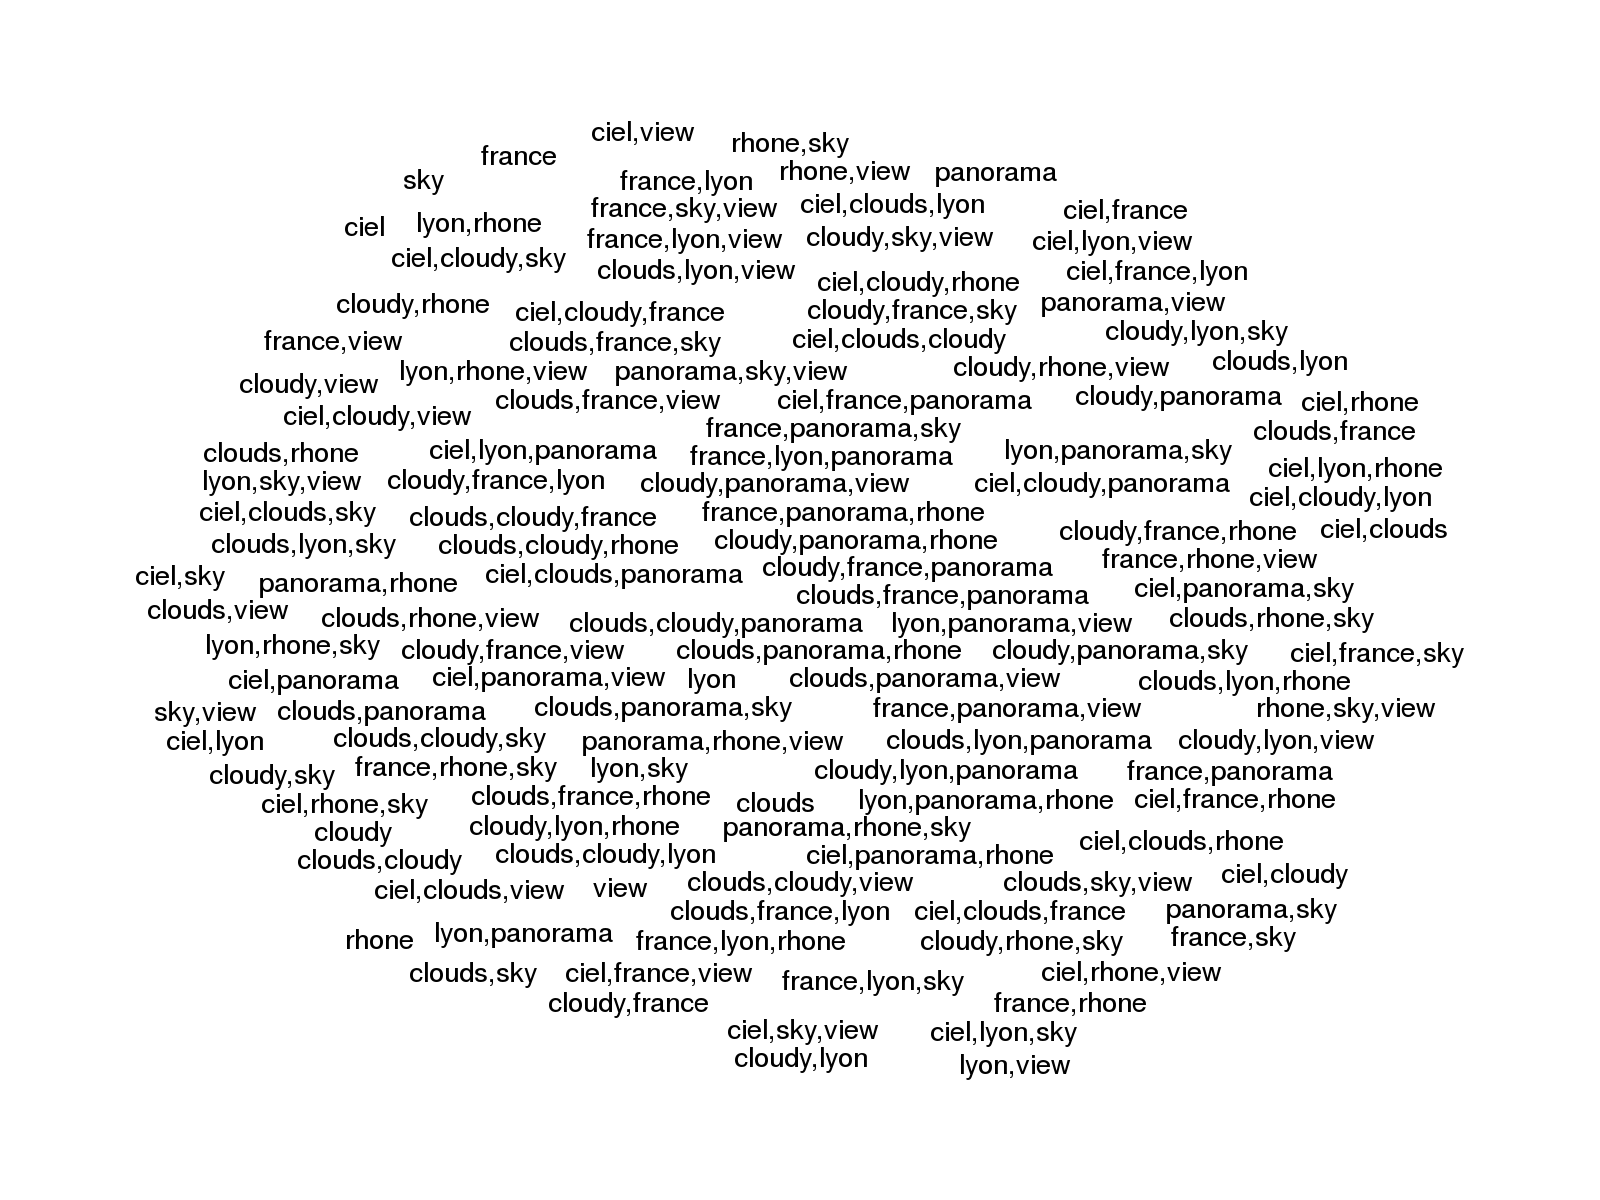 ciel,view
rhone,sky
france
rhone,view panorama
sky france,lyon
france,sky,view ciel,clouds,lyon ciel,france
ciel lyon,rhone
france,lyon,view cloudy,sky,view ciel,lyon,view
ciel,cloudy,sky clouds,lyon,view ciel,france,lyon
ciel,cloudy,rhone
cloudy,rhone ciel,cloudy,france cloudy,france,sky panorama,view
france,view clouds,france,sky ciel,clouds,cloudy cloudy,lyon,sky
lyon,rhone,view panorama,sky,view cloudy,rhone,view clouds,lyon
cloudy,view
clouds,france,view ciel,france,panorama cloudy,panorama ciel,rhone
ciel,cloudy,view
france,panorama,sky clouds,france
clouds,rhone ciel,lyon,panorama france,lyon,panorama lyon,panorama,sky
ciel,lyon,rhone
lyon,sky,view cloudy,france,lyon cloudy,panorama,view ciel,cloudy,panorama
ciel,cloudy,lyon
ciel,clouds,sky clouds,cloudy,france france,panorama,rhone
cloudy,france,rhone ciel,clouds
clouds,lyon,sky clouds,cloudy,rhone cloudy,panorama,rhone
france,rhone,view
ciel,sky panorama,rhone ciel,clouds,panorama cloudy,france,panorama
clouds,france,panorama ciel,panorama,sky
clouds,view clouds,rhone,view clouds,cloudy,panorama lyon,panorama,view clouds,rhone,sky
lyon,rhone,sky cloudy,france,view clouds,panorama,rhone cloudy,panorama,sky ciel,france,sky
ciel,panorama ciel,panorama,view lyon clouds,panorama,view clouds,lyon,rhone
sky,view clouds,panorama clouds,panorama,sky france,panorama,view rhone,sky,view
ciel,lyon clouds,cloudy,sky panorama,rhone,view clouds,lyon,panorama cloudy,lyon,view
cloudy,sky france,rhone,sky lyon,sky cloudy,lyon,panorama france,panorama
ciel,rhone,sky clouds,france,rhone clouds lyon,panorama,rhone ciel,france,rhone
cloudy cloudy,lyon,rhone panorama,rhone,sky
ciel,clouds,rhone
clouds,cloudy clouds,cloudy,lyon ciel,panorama,rhone
ciel,clouds,view view clouds,cloudy,view clouds,sky,view ciel,cloudy
clouds,france,lyon ciel,clouds,france panorama,sky
rhone lyon,panorama france,lyon,rhone cloudy,rhone,sky france,sky
clouds,sky ciel,france,view france,lyon,sky ciel,rhone,view
cloudy,france france,rhone
ciel,sky,view ciel,lyon,sky
cloudy,lyon lyon,view